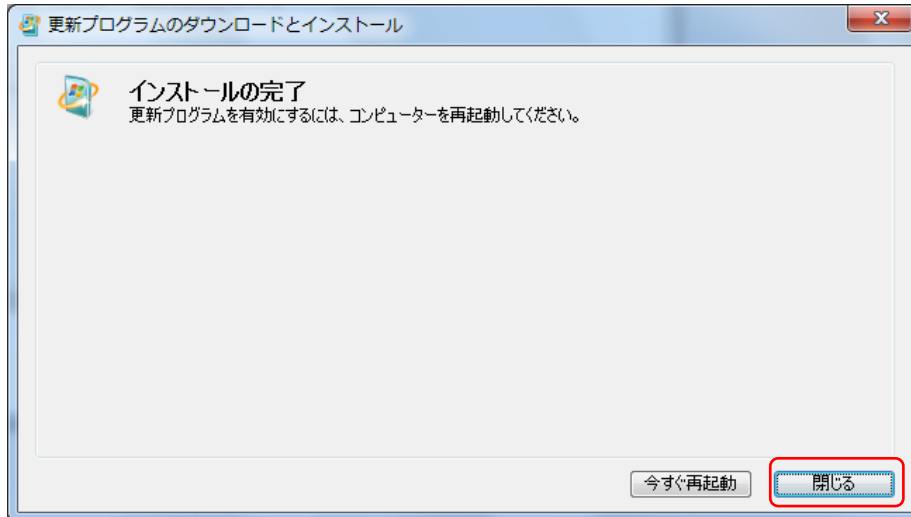 更新プログラムのダウンロードとインストール
インストールの完了
更新プログラムを有効にするには、コンピューターを再起動してください。
今すぐ再起動
閉じる